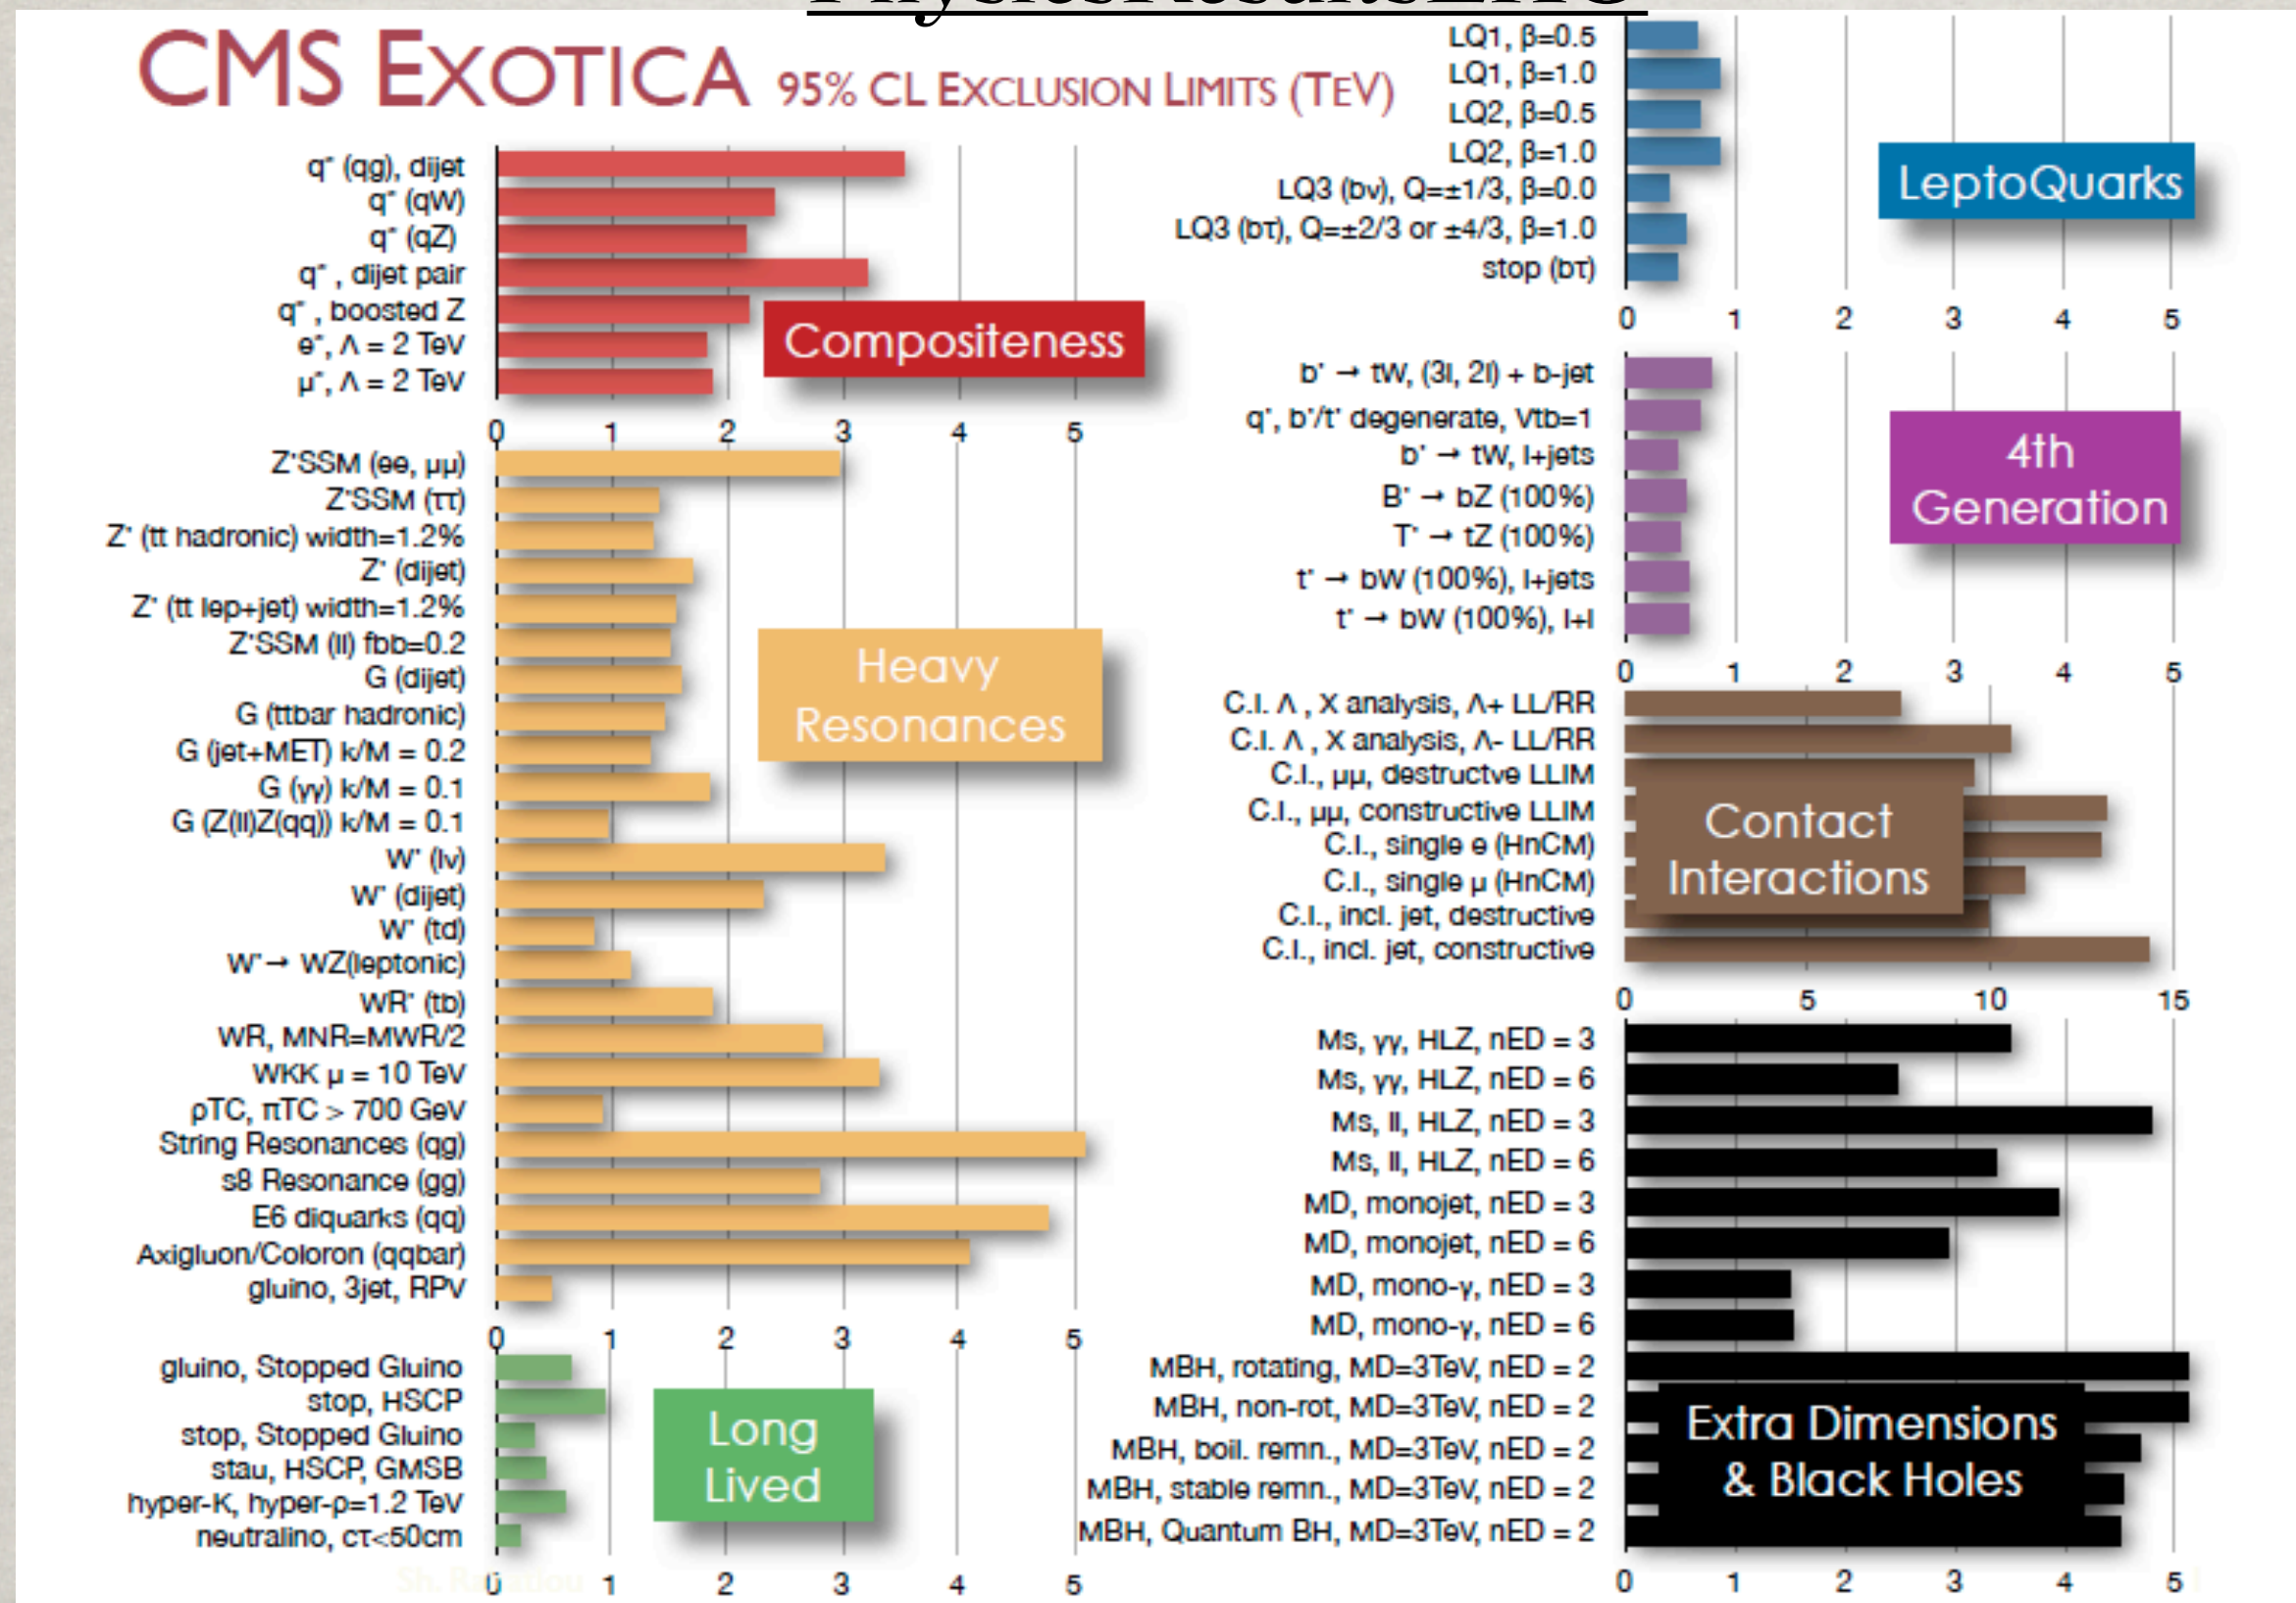 CMS EXOTICA 95% CL EXCLUSION LIMITS (TEV)
q* (qg), dijet
q* (qW)
q* (qZ)
q* , dijet pair
q* , boosted Z
e*, Λ = 2 TeV
μ*, Λ = 2 TeV
Compositeness
0 1 2 3 4 5
Z'SSM (ee, μμ)
Z'SSM (ττ)
Z' (tt hadronic) width=1.2%
Z' (dijet)
Z' (tt lep+jet) width=1.2%
Z'SSM (ll) fbb=0.2
G (dijet)
G (ttbar hadronic)
G (jet+MET) k/M = 0.2
G (γγ) k/M = 0.1
G (Z(ll)Z(qq)) k/M = 0.1
W' (lν)
W' (dijet)
W' (td)
W'→ WZ(leptonic)
WR' (tb)
WR, MNR=MWR/2
WKK μ = 10 TeV
ρTC, πTC > 700 GeV
String Resonances (qg)
s8 Resonance (gg)
E6 diquarks (qq)
Axigluon/Coloron (qqbar)
gluino, 3jet, RPV
Heavy
Resonances
0 1 2 3 4 5
gluino, Stopped Gluino
stop, HSCP
stop, Stopped Gluino
stau, HSCP, GMSB
hyper-K, hyper-ρ=1.2 TeV
neutralino, cτ<50cm
Long
Lived
0 1 2 3 4 5
LQ1, β=0.5
LQ1, β=1.0
LQ2, β=0.5
LQ2, β=1.0
LQ3 (bν), Q=±1/3, β=0.0
LQ3 (bτ), Q=±2/3 or ±4/3, β=1.0
stop (bτ)
LeptoQuarks
0 1 2 3 4 5
b' → tW, (3l, 2l) + b-jet
q', b'/t' degenerate, Vtb=1
b' → tW, l+jets
B' → bZ (100%)
T' → tZ (100%)
t' → bW (100%), l+jets
t' → bW (100%), l+l
4th
Generation
0 1 2 3 4 5
C.I. Λ , X analysis, Λ+ LL/RR
C.I. Λ , X analysis, Λ- LL/RR
C.I., μμ, destructve LLIM
C.I., μμ, constructive LLIM
C.I., single e (HnCM)
C.I., single μ (HnCM)
C.I., incl. jet, destructive
C.I., incl. jet, constructive
Contact
Interactions
0 5 10 15
Ms, γγ, HLZ, nED = 3
Ms, γγ, HLZ, nED = 6
Ms, ll, HLZ, nED = 3
Ms, ll, HLZ, nED = 6
MD, monojet, nED = 3
MD, monojet, nED = 6
MD, mono-γ, nED = 3
MD, mono-γ, nED = 6
MBH, rotating, MD=3TeV, nED = 2
MBH, non-rot, MD=3TeV, nED = 2
MBH, boil. remn., MD=3TeV, nED = 2
MBH, stable remn., MD=3TeV, nED = 2
MBH, Quantum BH, MD=3TeV, nED = 2
Extra Dimensions
& Black Holes
0 1 2 3 4 5